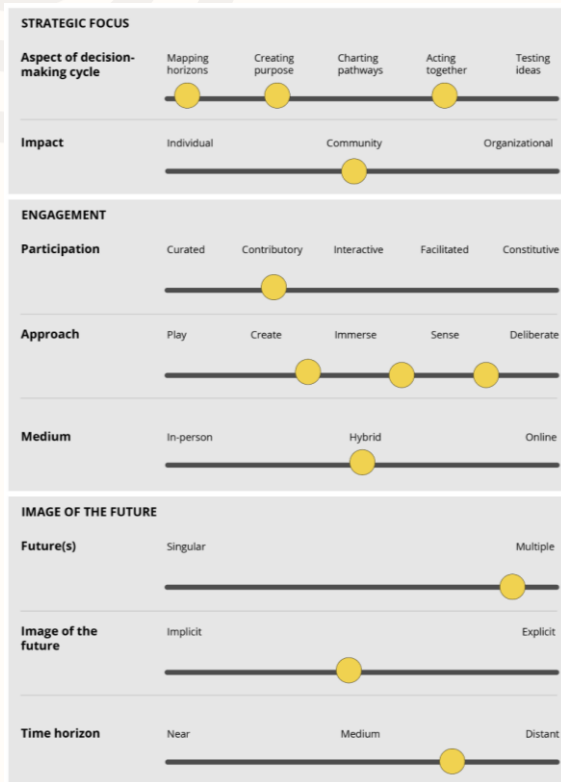 STRATEGIC FOCUS
Aspect of decision-
making cycle
Mapping
horizons
Creating
purpose
Charting
pathways
Acting
together
Testing
ideas
Impact
Individual
Community
Organizational
ENGAGEMENT
Participation
Curated
Contributory
Interactive
Facilitated
Constitutive
Approach
Play
Create
Immerse
Sense
Deliberate
Medium
In-person
Hybrid
Online
IMAGE OF THE FUTURE
Future(s)
Singular
Multiple
Image of the
future
Implicit
Explicit
Time horizon
Near
Medium
Distant